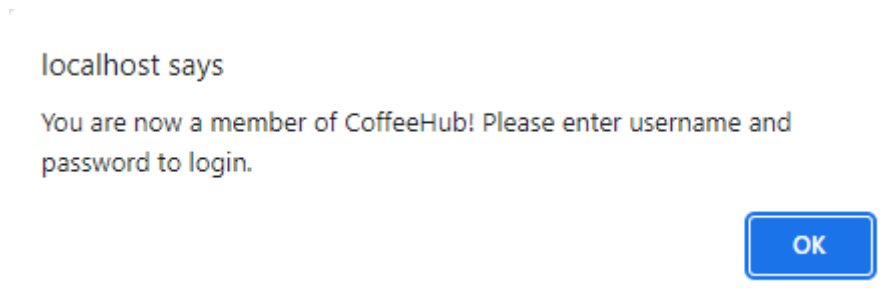 localhost says
You are now a member of CoffeeHub! Please enter username and
password to login.
OK